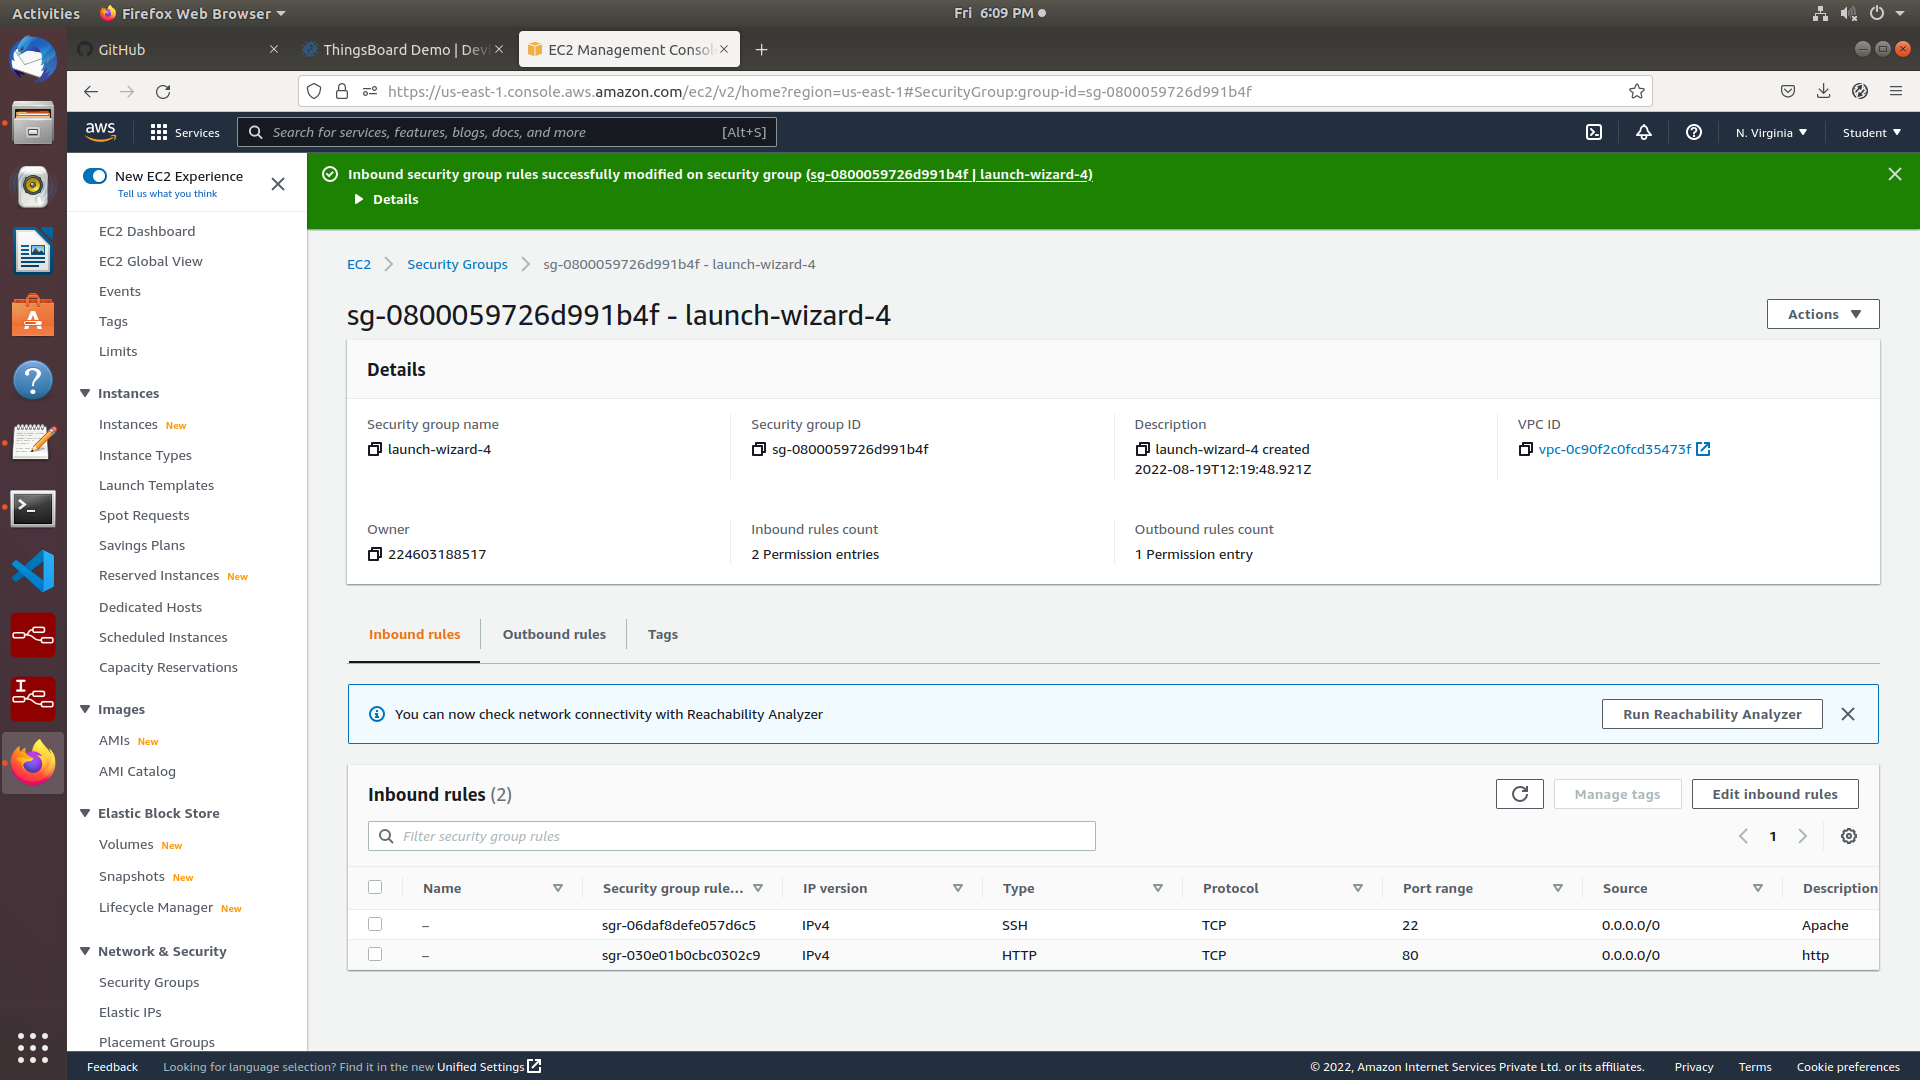 Activities Firefox Web Browser Fri 6:09 PM
GitHub ThingsBoard Demo | Devi EC2 Management Consol
https://us-east-1.console.aws.amazon.com/ec2/v2/home?region=us-east-1#SecurityGroup:group-id=sg-0800059726d991b4f
aws Services Search for services, features, blogs, docs, and more [Alt+S] N. Virginia Student
New EC2 Experience
Tell us what you think
Inbound security group rules successfully modified on security group (sg-0800059726d991b4f | launch-wizard-4)
Details
EC2 Dashboard
EC2 Global View
Events
Tags
Limits
Instances
Instances New
Instance Types
Launch Templates
Spot Requests
Savings Plans
Reserved Instances New
Dedicated Hosts
Scheduled Instances
Capacity Reservations
Images
AMIs New
AMI Catalog
Elastic Block Store
Volumes New
Snapshots New
Lifecycle Manager New
Network & Security
Security Groups
Elastic IPs
Placement Groups
EC2 Security Groups sg-0800059726d991b4f - launch-wizard-4
sg-0800059726d991b4f - launch-wizard-4 Actions
Details
Security group name Security group ID Description VPC ID
launch-wizard-4 sg-0800059726d991b4f launch-wizard-4 created vpc-0c90f2c0fcd35473f
2022-08-19T12:19:48.921Z
Owner Inbound rules count Outbound rules count
224603188517 2 Permission entries 1 Permission entry
Inbound rules Outbound rules Tags
You can now check network connectivity with Reachability Analyzer Run Reachability Analyzer
Inbound rules (2) Manage tags Edit inbound rules
Filter security group rules 1
Name Security group rule... IP version Type Protocol Port range Source Description
– sgr-06daf8defe057d6c5 IPv4 SSH TCP 22 0.0.0.0/0 Apache
– sgr-030e01b0cbc0302c9 IPv4 HTTP TCP 80 0.0.0.0/0 http
Feedback Looking for language selection? Find it in the new Unified Settings © 2022, Amazon Internet Services Private Ltd. or its affiliates. Privacy Terms Cookie preferences